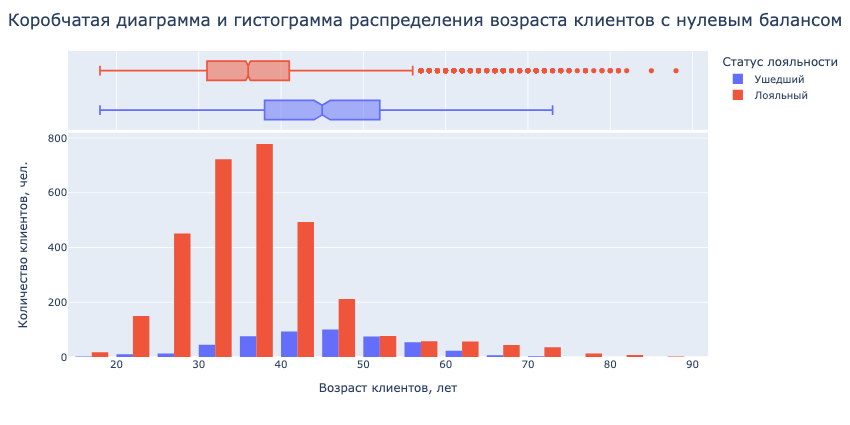 Коробчатая диаграмма и гистограмма распределения возраста клиентов с нулевым балансом
Статус лояльности
Ушедший
Лояльный
Количество клиентов, чел.
800
600
400
200
0
20
30
40
50
60
70
80
90
Возраст клиентов, лет